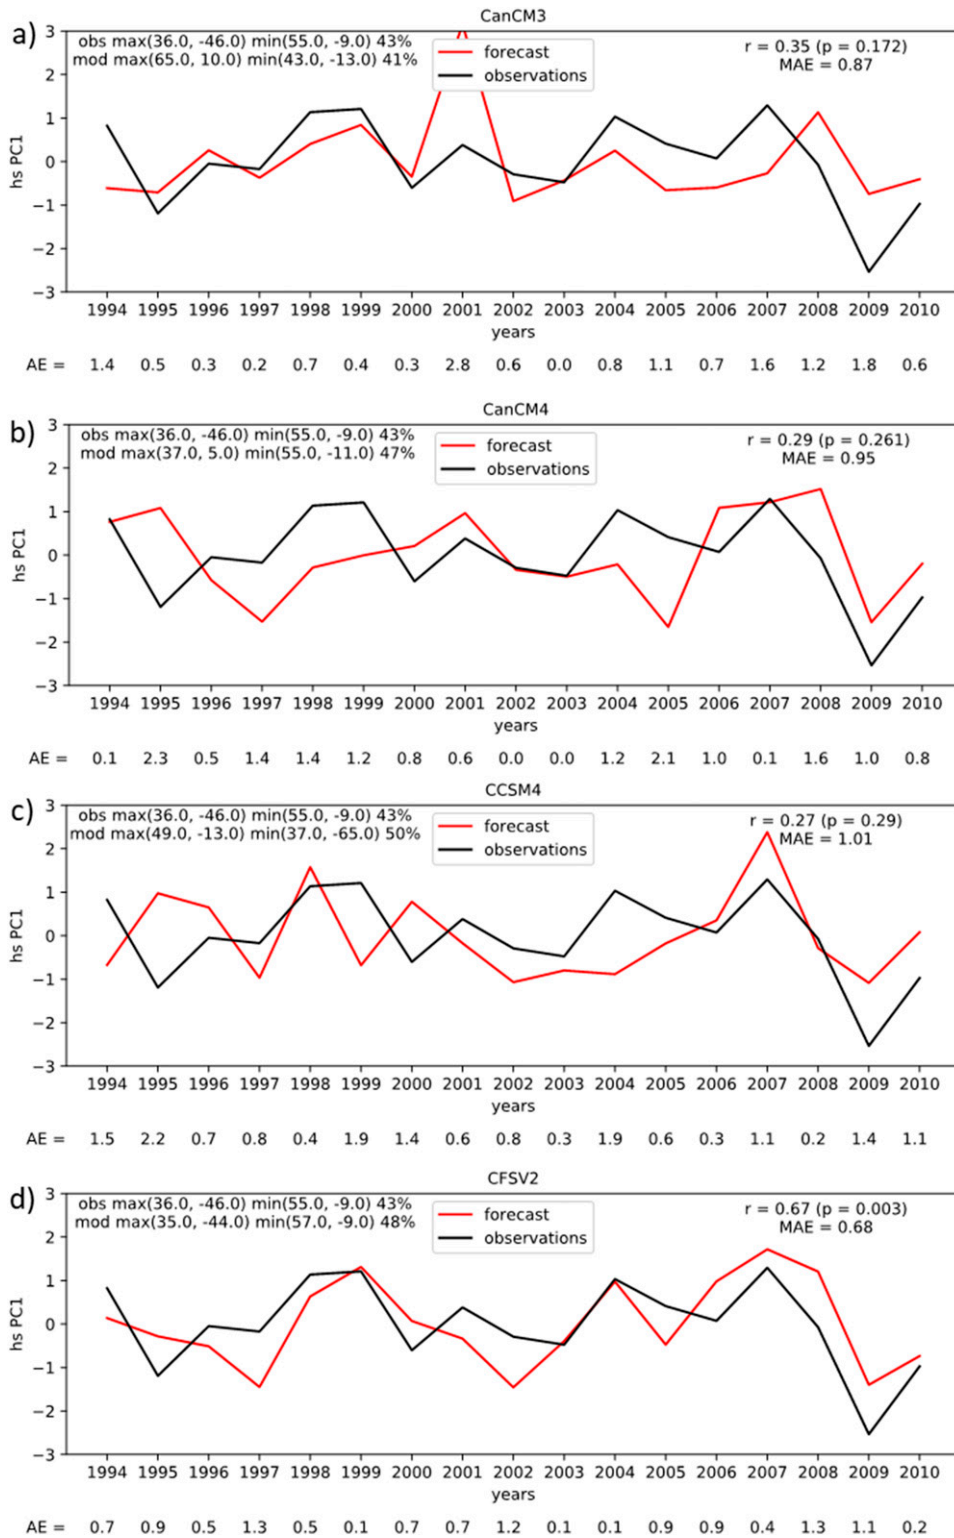 a)
CanCM3
obs max(36.0, -46.0) min(55.0, -9.0) 43%
mod max(65.0, 10.0) min(43.0, -13.0) 41%
forecast
observations
r = 0.35 (p = 0.172)
MAE = 0.87
hs PC1
3
2
1
0
−1
−2
−3
1994 1995 1996 1997 1998 1999 2000 2001 2002 2003 2004 2005 2006 2007 2008 2009 2010
years
AE = 1.4 0.5 0.3 0.2 0.7 0.4 0.3 2.8 0.6 0.0 0.8 1.1 0.7 1.6 1.2 1.8 0.6
b)
CanCM4
obs max(36.0, -46.0) min(55.0, -9.0) 43%
mod max(37.0, 5.0) min(55.0, -11.0) 47%
forecast
observations
r = 0.29 (p = 0.261)
MAE = 0.95
hs PC1
3
2
1
0
−1
−2
−3
1994 1995 1996 1997 1998 1999 2000 2001 2002 2003 2004 2005 2006 2007 2008 2009 2010
years
AE = 0.1 2.3 0.5 1.4 1.4 1.2 0.8 0.6 0.0 0.0 1.2 2.1 1.0 0.1 1.6 1.0 0.8
c)
CCSM4
obs max(36.0, -46.0) min(55.0, -9.0) 43%
mod max(49.0, -13.0) min(37.0, -65.0) 50%
forecast
observations
r = 0.27 (p = 0.29)
MAE = 1.01
hs PC1
3
2
1
0
−1
−2
−3
1994 1995 1996 1997 1998 1999 2000 2001 2002 2003 2004 2005 2006 2007 2008 2009 2010
years
AE = 1.5 2.2 0.7 0.8 0.4 1.9 1.4 0.6 0.8 0.3 1.9 0.6 0.3 1.1 0.2 1.4 1.1
d)
CFSV2
obs max(36.0, -46.0) min(55.0, -9.0) 43%
mod max(35.0, -44.0) min(57.0, -9.0) 48%
forecast
observations
r = 0.67 (p = 0.003)
MAE = 0.68
hs PC1
3
2
1
0
−1
−2
−3
1994 1995 1996 1997 1998 1999 2000 2001 2002 2003 2004 2005 2006 2007 2008 2009 2010
years
AE = 0.7 0.9 0.5 1.3 0.5 0.1 0.7 0.7 1.2 0.1 0.1 0.9 0.9 0.4 1.3 1.1 0.2